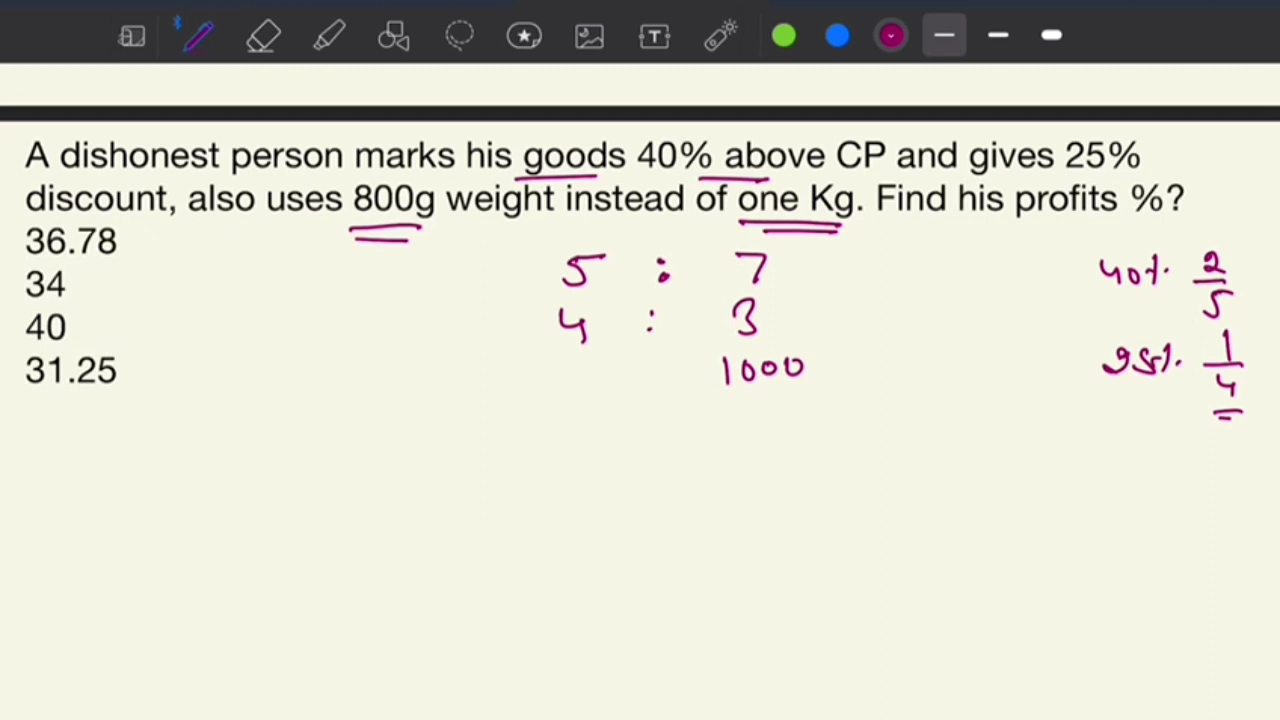 A dishonest person marks his goods 40% above CP and gives 25%
discount, also uses 800g weight instead of one Kg. Find his profits %?
36.78
34
40
31.25
5 : 7
4 : 3
1000
40%. 2/5
25%. 1/4